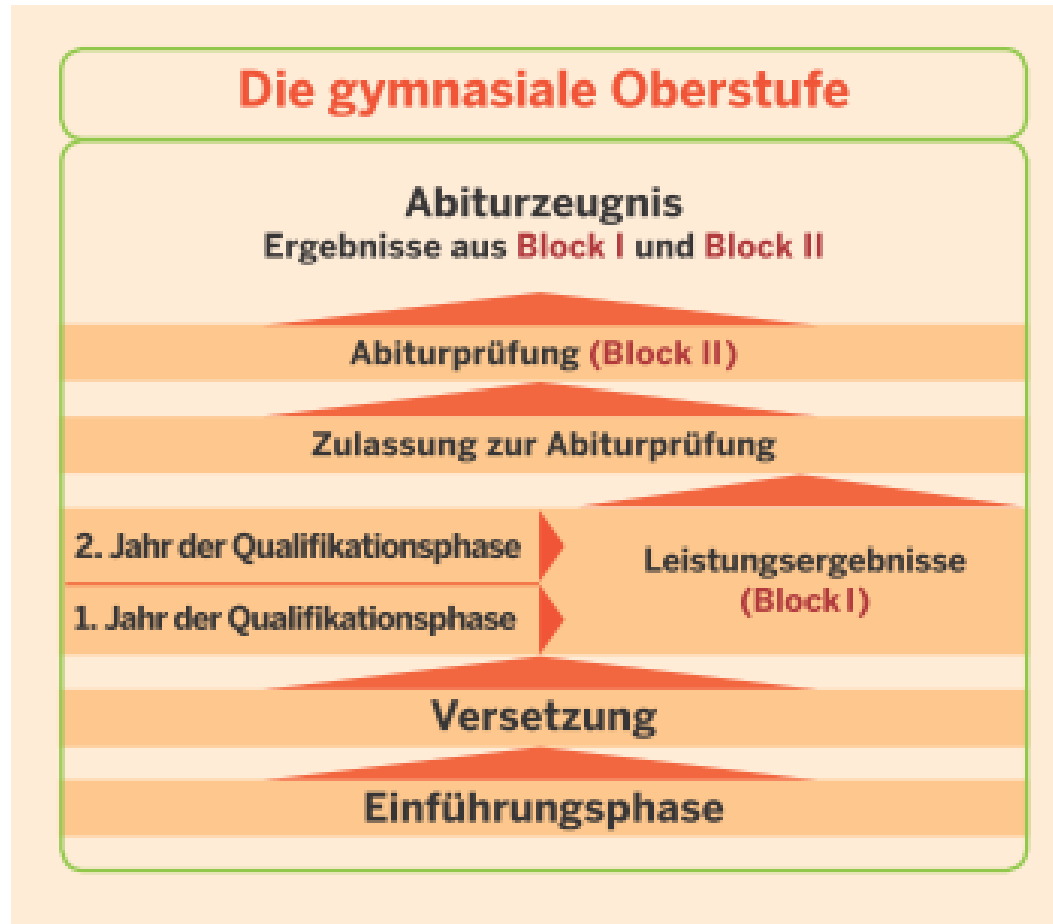 Die gymnasiale Oberstufe
Abiturzeugnis
Ergebnisse aus Block I und Block II
Abiturprüfung (Block II)
Zulassung zur Abiturprüfung
2. Jahr der Qualifikationsphase
1. Jahr der Qualifikationsphase
Leistungsergebnisse
(Block I)
Versetzung
Einführungsphase